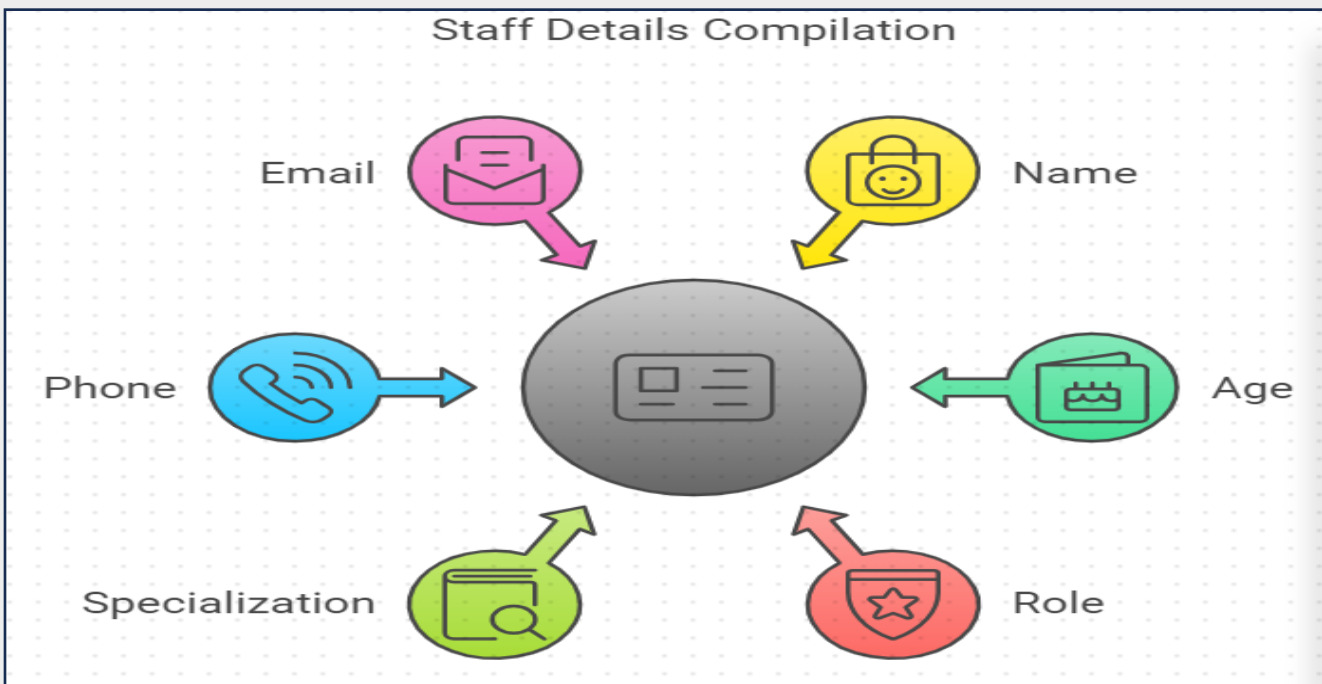 Staff Details Compilation
Email
Name
Phone
Age
Specialization
Role